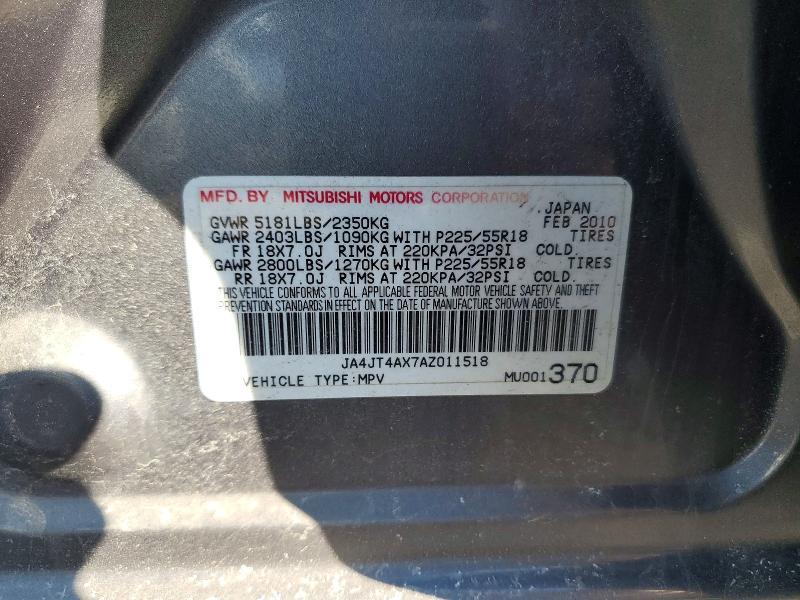 MFD. BY MITSUBISHI MOTORS CORPORATION
JAPAN
GVWR 5181LBS/2350KG FEB 2010
GAWR 2403LBS/1090KG WITH P225/55R18 TIRES
FR 18X7.0J RIMS AT 220KPA/32PSI COLD.
GAWR 2800LBS/1270KG WITH P225/55R18 TIRES
RR 18X7.0J RIMS AT 220KPA/32PSI COLD.
THIS VEHICLE CONFORMS TO ALL APPLICABLE FEDERAL MOTOR VEHICLE SAFETY AND THEFT
PREVENTION STANDARDS IN EFFECT ON THE DATE OF MANUFACTURE SHOWN ABOVE.
JA4JT4AX7AZ011518
VEHICLE TYPE:MPV MU001370